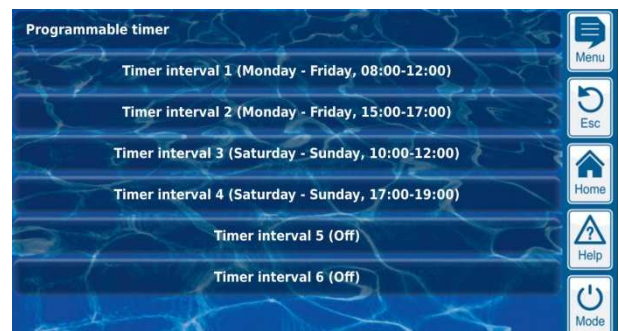 Programmable timer
Timer interval 1 (Monday - Friday, 08:00-12:00)
Timer interval 2 (Monday - Friday, 15:00-17:00)
Timer interval 3 (Saturday - Sunday, 10:00-12:00)
Timer interval 4 (Saturday - Sunday, 17:00-19:00)
Timer interval 5 (Off)
Timer interval 6 (Off)
Menu
Esc
Home
?
Help
Mode